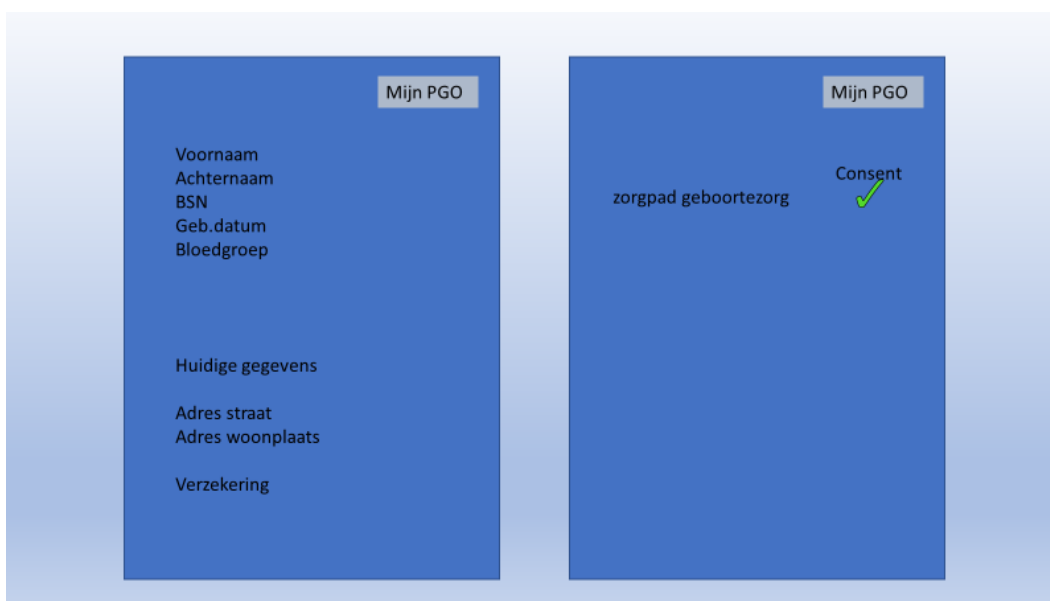 Mijn PGO
Voornaam
Achternaam
BSN
Geb.datum
Bloedgroep
Huidige gegevens
Adres straat
Adres woonplaats
Verzekering
Mijn PGO
Consent
zorgpad geboortezorg